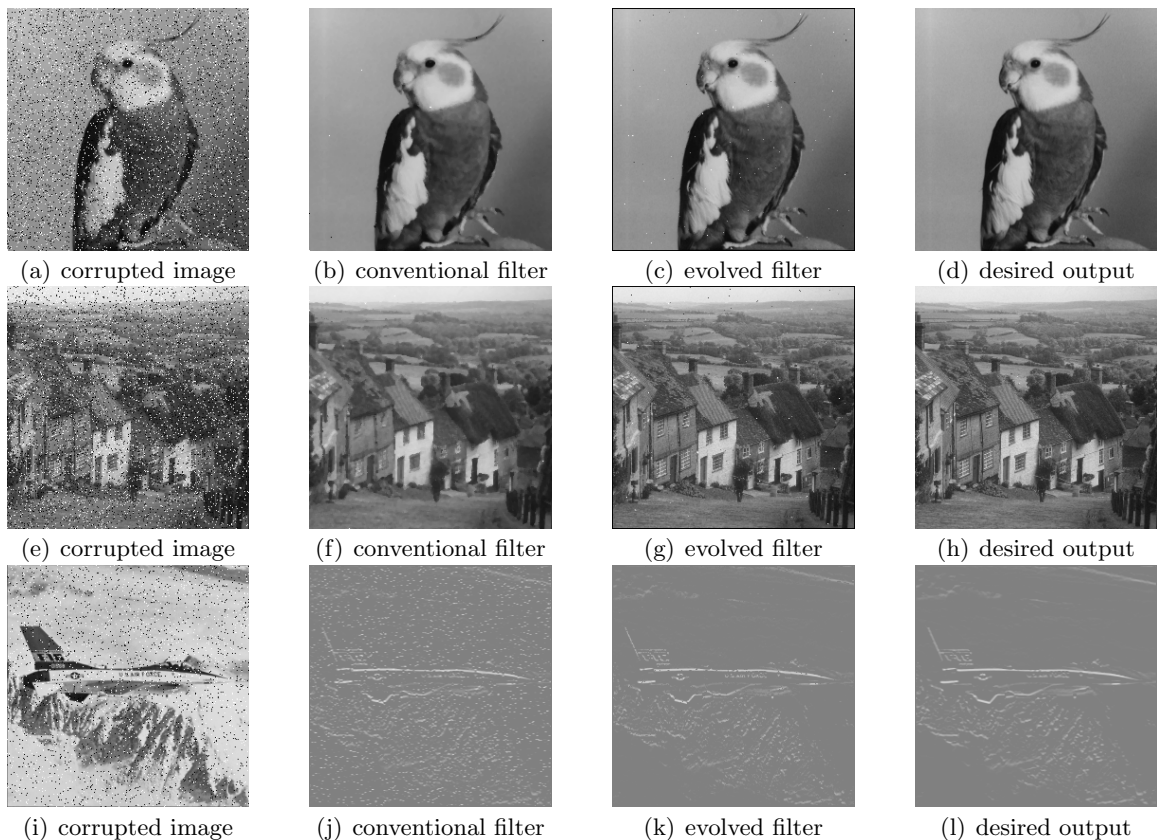 (a) corrupted image
(b) conventional filter
(c) evolved filter
(d) desired output
(e) corrupted image
(f) conventional filter
(g) evolved filter
(h) desired output
(i) corrupted image
(j) conventional filter
(k) evolved filter
(l) desired output